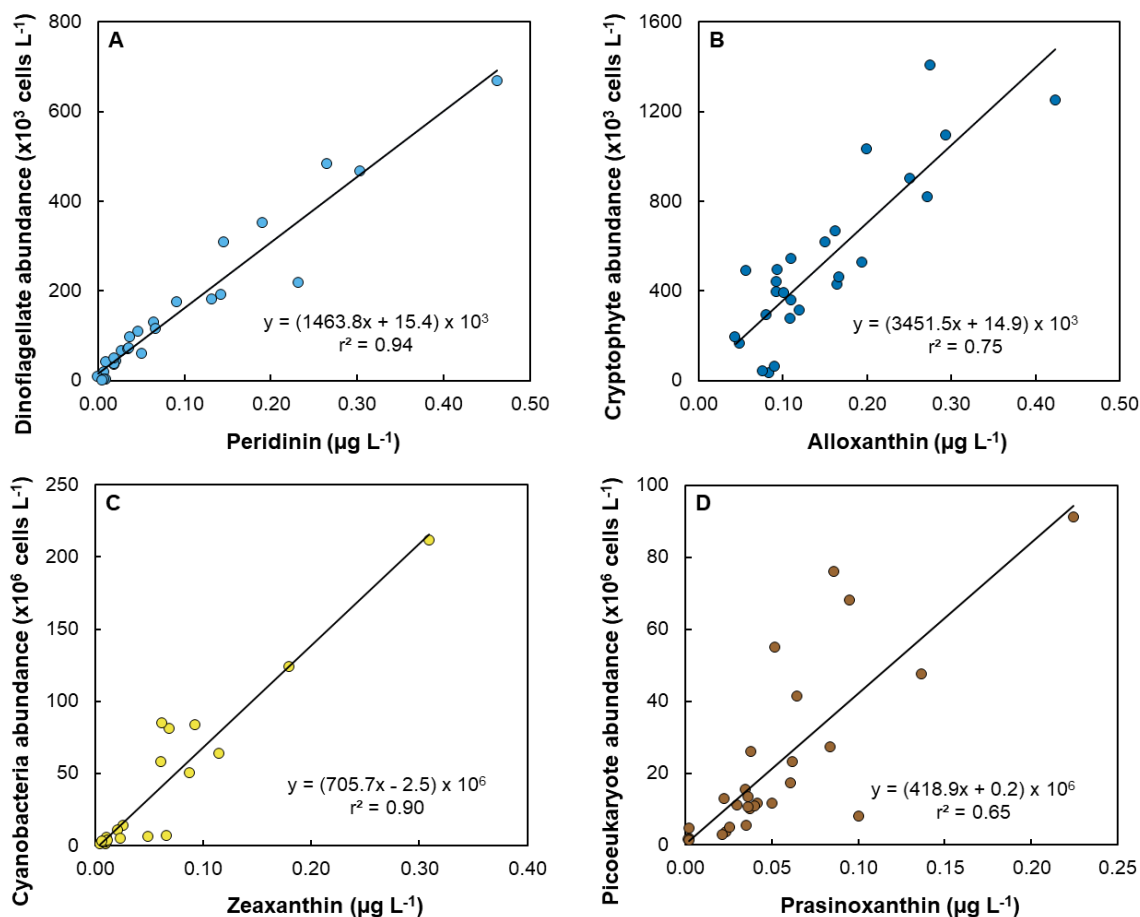 A
Dinoflagellate abundance (x10³ cells L⁻¹)
800
600
400
200
0
y = (1463.8x + 15.4) x 10³
r² = 0.94
0.00 0.10 0.20 0.30 0.40 0.50
Peridinin (µg L⁻¹)
B
Cryptophyte abundance (x10³ cells L⁻¹)
1600
1200
800
400
0
y = (3451.5x + 14.9) x 10³
r² = 0.75
0.00 0.10 0.20 0.30 0.40 0.50
Alloxanthin (µg L⁻¹)
C
Cyanobacteria abundance (x10⁶ cells L⁻¹)
250
200
150
100
50
0
y = (705.7x - 2.5) x 10⁶
r² = 0.90
0.00 0.10 0.20 0.30 0.40
Zeaxanthin (µg L⁻¹)
D
Picoeukaryote abundance (x10⁶ cells L⁻¹)
100
80
60
40
20
0
y = (418.9x + 0.2) x 10⁶
r² = 0.65
0.00 0.05 0.10 0.15 0.20 0.25
Prasinoxanthin (µg L⁻¹)